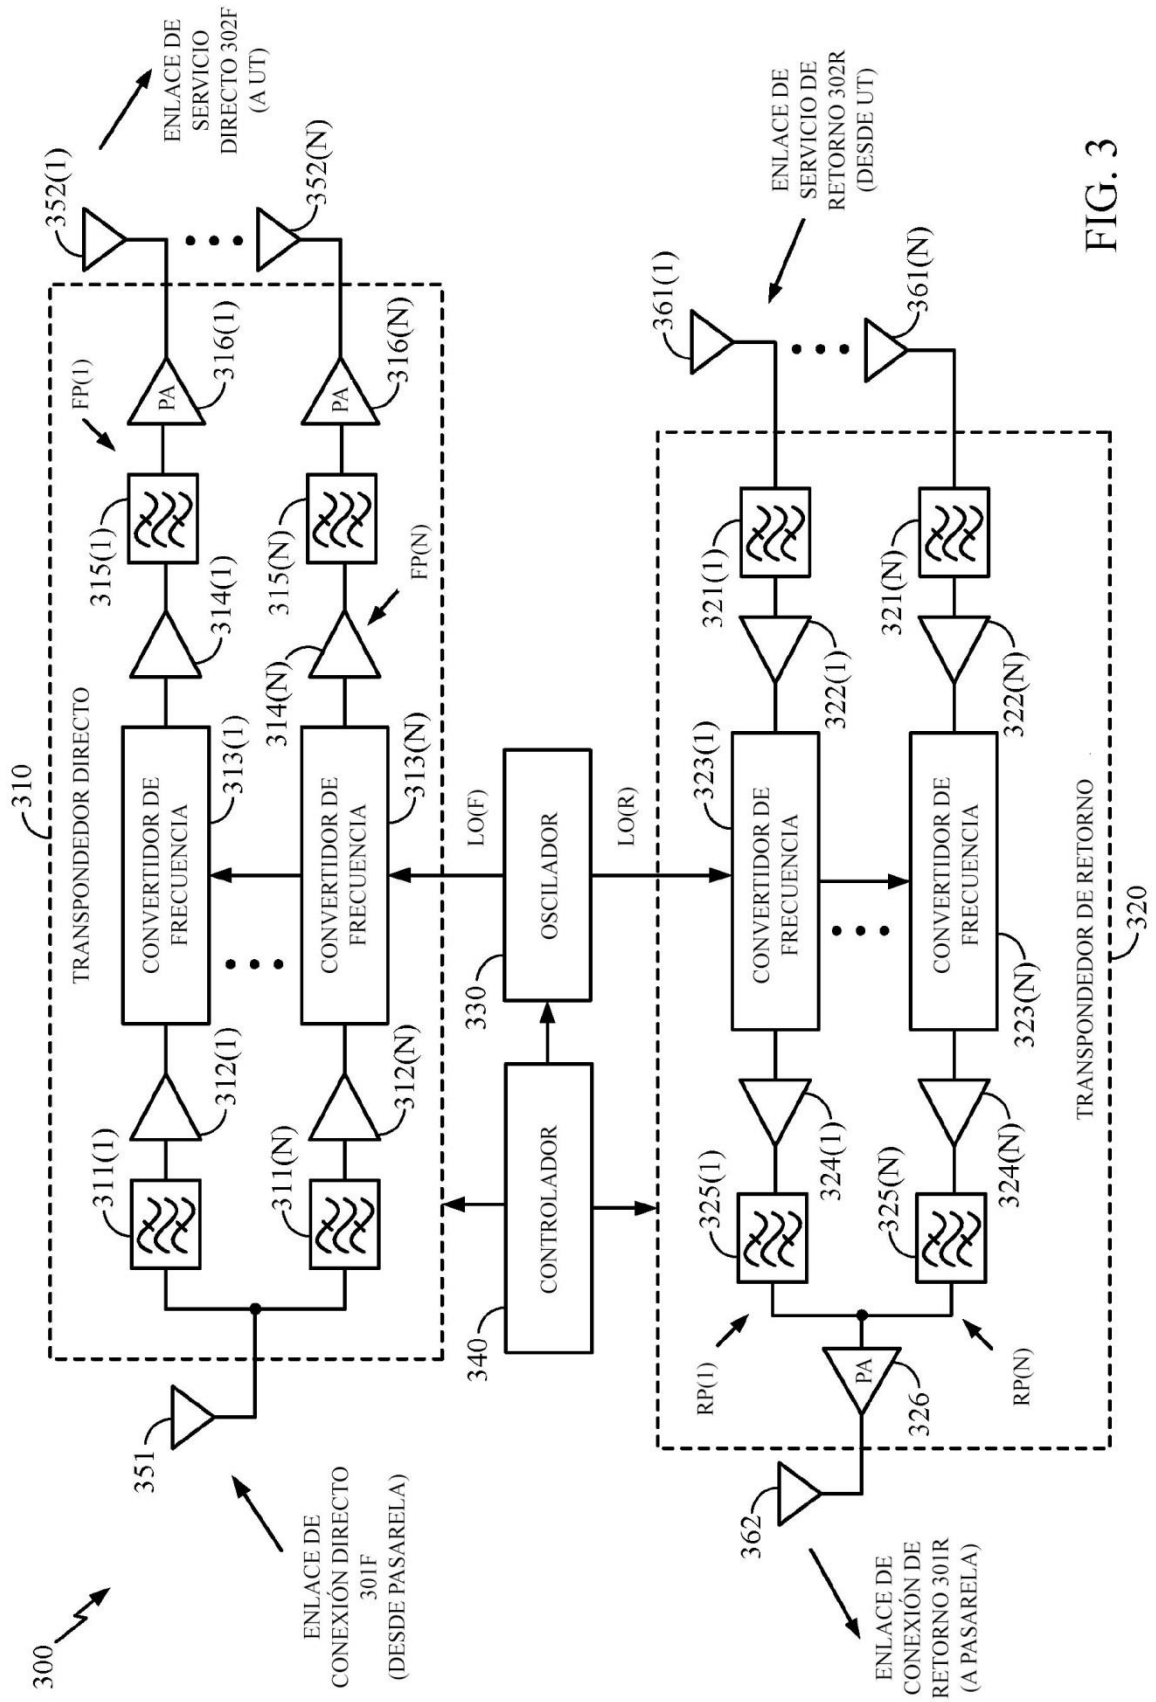 300
ENLACE DE
CONEXIÓN DIRECTO
301F
(DESDE PASARELA)
351
310
TRANSPONDEDOR DIRECTO
311(1)
312(1)
CONVERTIDOR DE
FRECUENCIA
313(1)
314(1)
315(1)
FP(1)
PA
316(1)
352(1)
ENLACE DE
SERVICIO
DIRECTO 302F
(A UT)
311(N)
312(N)
CONVERTIDOR DE
FRECUENCIA
313(N)
314(N)
FP(N)
315(N)
PA
316(N)
352(N)
LO(F)
340
CONTROLADOR
330
OSCILADOR
LO(R)
ENLACE DE
SERVICIO DE
RETORNO 302R
(DESDE UT)
361(1)
321(1)
322(1)
323(1)
CONVERTIDOR DE
FRECUENCIA
324(1)
325(1)
RP(1)
361(N)
321(N)
322(N)
CONVERTIDOR DE
FRECUENCIA
323(N)
324(N)
325(N)
RP(N)
PA
326
362
TRANSPONDEDOR DE RETORNO
320
ENLACE DE
CONEXIÓN DE
RETORNO 301R
(A PASARELA)
FIG. 3